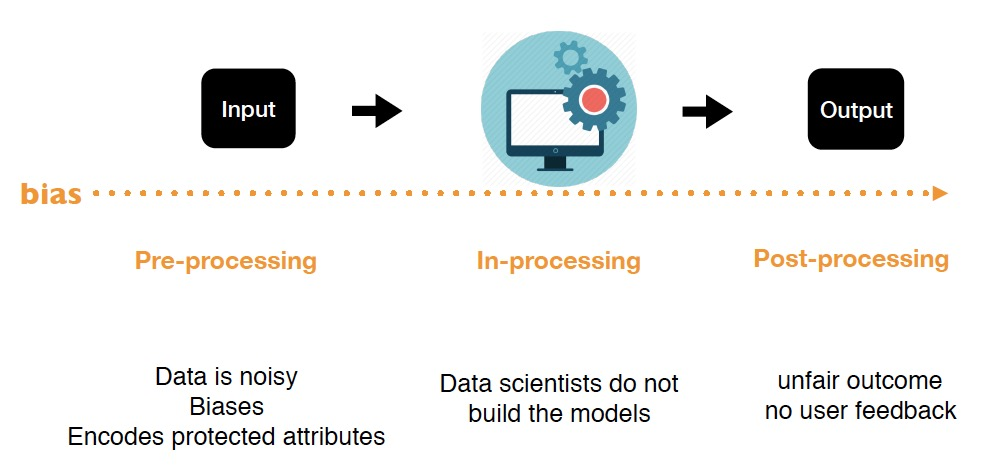 Input
Output
bias
Pre-processing
In-processing
Post-processing
Data is noisy
Biases
Encodes protected attributes
Data scientists do not
build the models
unfair outcome
no user feedback